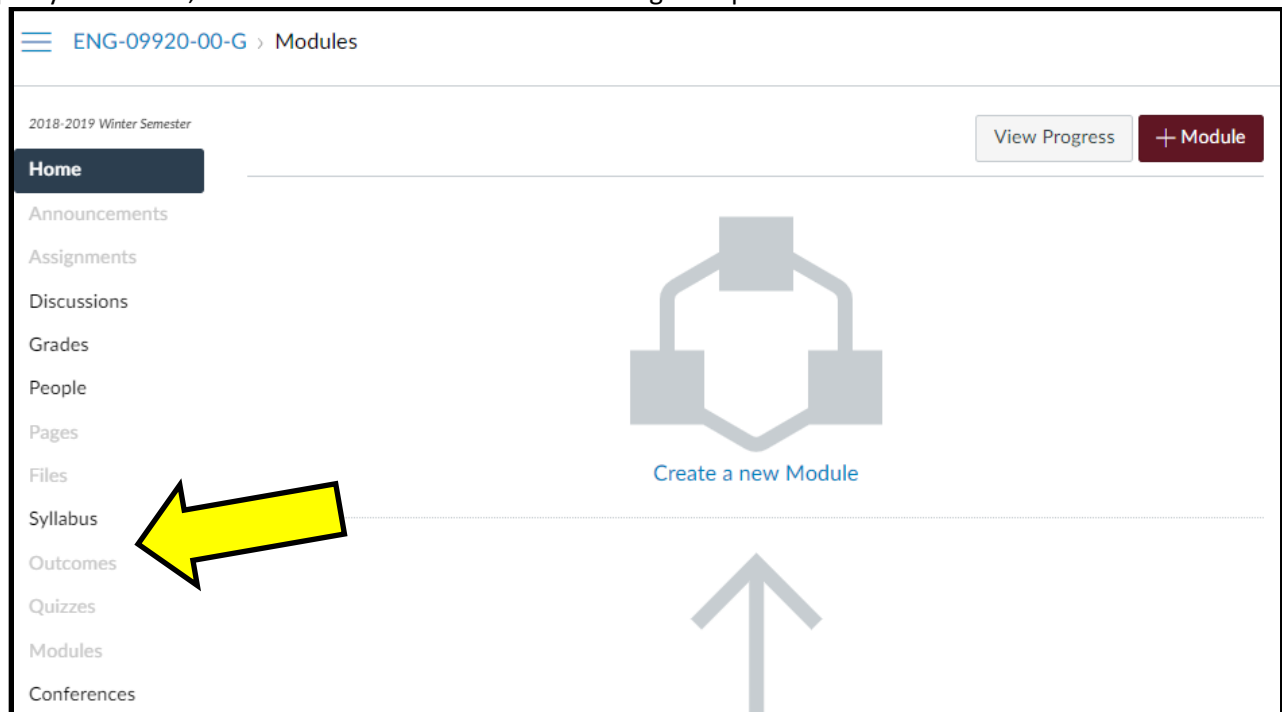 ENG-09920-00-G › Modules
2018-2019 Winter Semester
View Progress
+ Module
Home
Announcements
Assignments
Discussions
Grades
People
Pages
Files
Create a new Module
Syllabus
Outcomes
Quizzes
Modules
Conferences